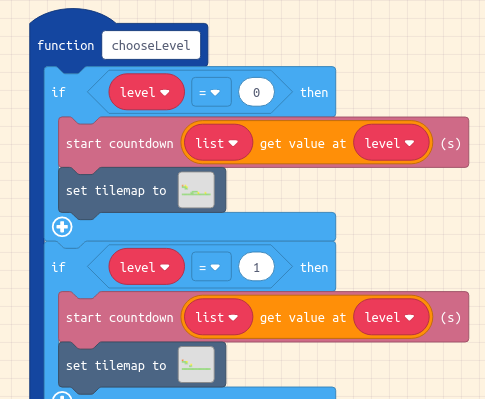 function chooseLevel
if level = 0 then
start countdown list get value at level (s)
set tilemap to
if level = 1 then
start countdown list get value at level (s)
set tilemap to